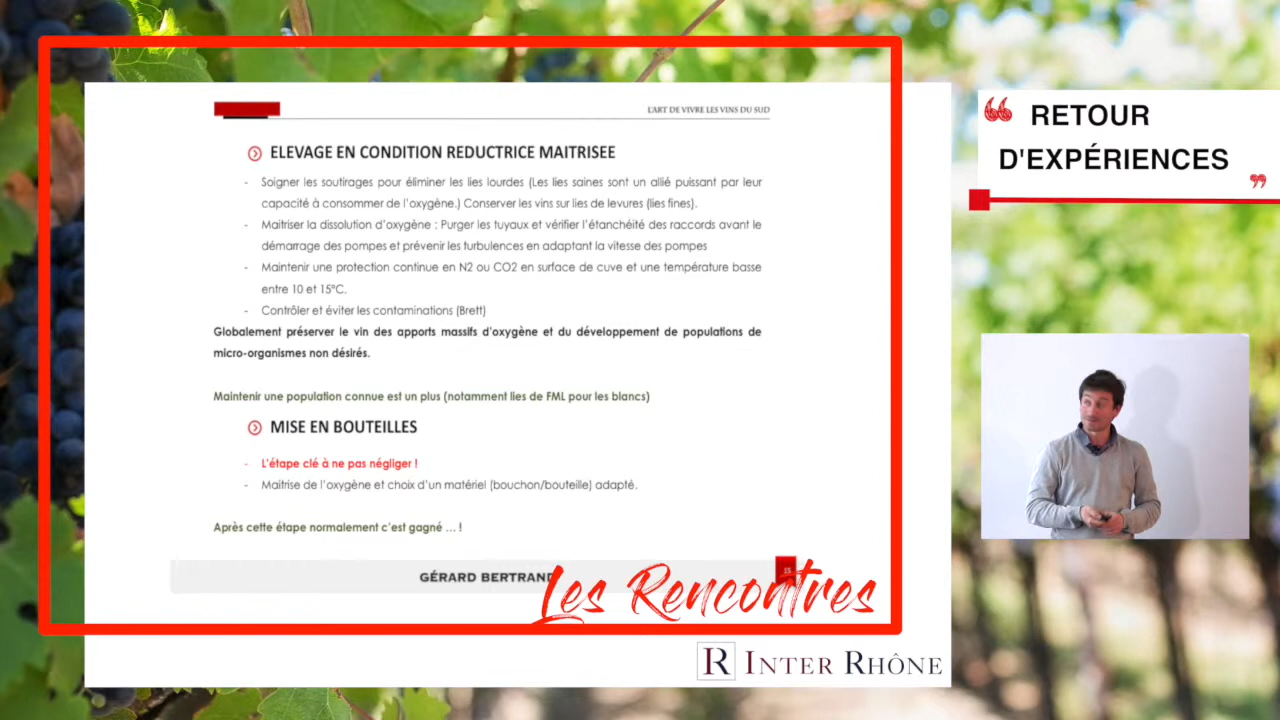 L'ART DE VIVRE LES VINS DU SUD
ELEVAGE EN CONDITION REDUCTRICE MAITRISEE
- Soigner les soutirages pour éliminer les lies lourdes (Les lies saines sont un allié puissant par leur
capacité à consommer de l'oxygène.) Conserver les vins sur lies de levures (lies fines).
- Maitriser la dissolution d'oxygène : Purger les tuyaux et vérifier l'étanchéité des raccords avant le
démarrage des pompes et prévenir les turbulences en adaptant la vitesse des pompes
- Maintenir une protection continue en N2 ou CO2 en surface de cuve et une température basse
entre 10 et 15°C.
- Contrôler et éviter les contaminations (Brett)
Globalement préserver le vin des apports massifs d'oxygène et du développement de populations de
micro-organismes non désirés.
Maintenir une population connue est un plus (notamment lies de FML pour les blancs)
MISE EN BOUTEILLES
- L'étape clé à ne pas négliger !
- Maitrise de l'oxygène et choix d'un matériel (bouchon/bouteille) adapté.
Après cette étape normalement c'est gagné ... !
GÉRARD BERTRAND
15
Les Rencontres
R INTER RHÔNE
“ RETOUR
D'EXPÉRIENCES ”